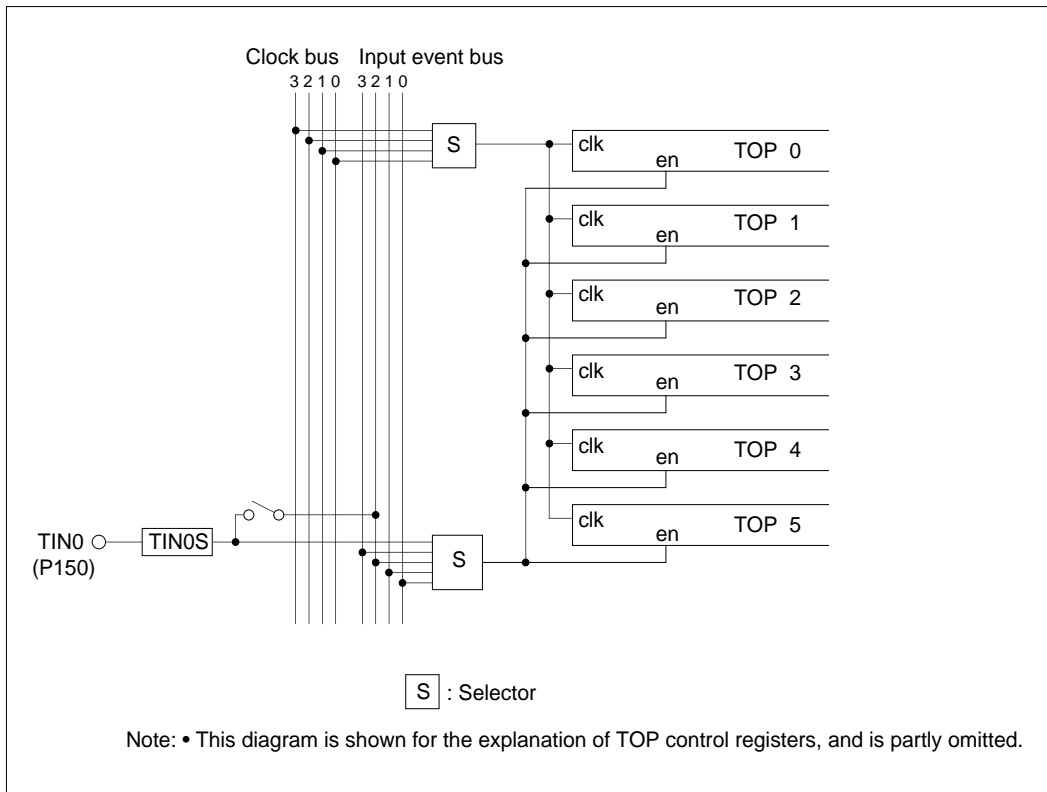 Clock bus Input event bus
3 2 1 0 3 2 1 0
S
clk en TOP 0
clk en TOP 1
clk en TOP 2
clk en TOP 3
clk en TOP 4
clk en TOP 5
TIN0 TIN0S
(P150)
S
S : Selector
Note: • This diagram is shown for the explanation of TOP control registers, and is partly omitted.